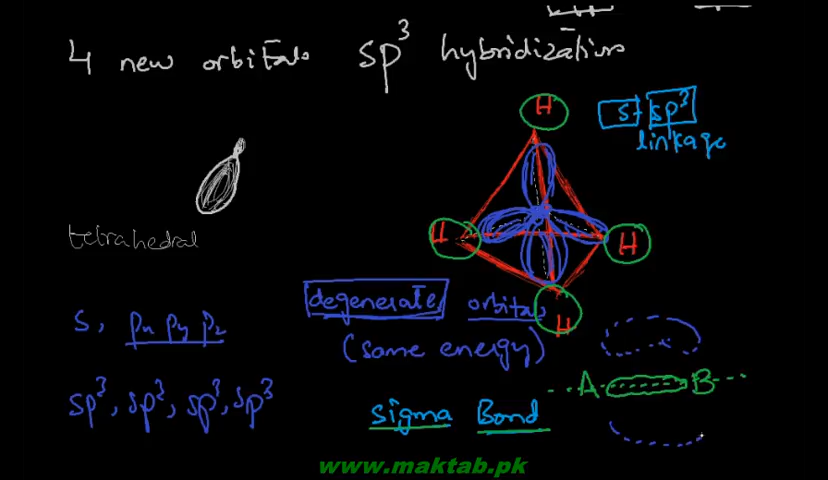 4 new orbitals sp³ hybridization
H
s-sp³
linkage
H
H
H
tetrahedral
degenerate orbitals
(same energy)
s, px py pz
sp³, sp³, sp³, sp³
A B
sigma Bond
www.maktab.pk